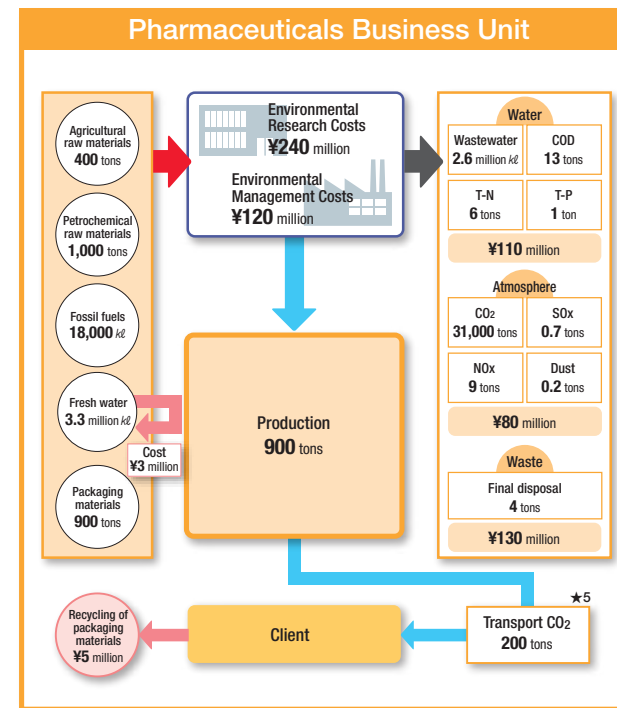 Pharmaceuticals Business Unit
Agricultural
raw materials
400 tons
Petrochemical
raw materials
1,000 tons
Fossil fuels
18,000 kℓ
Fresh water
3.3 million kℓ
Cost
¥3 million
Packaging
materials
900 tons
Environmental
Research Costs
¥240 million
Environmental
Management Costs
¥120 million
Production
900 tons
Water
Wastewater
2.6 million kℓ
COD
13 tons
T-N
6 tons
T-P
1 ton
¥110 million
Atmosphere
CO2
31,000 tons
SOx
0.7 tons
NOx
9 tons
Dust
0.2 tons
¥80 million
Waste
Final disposal
4 tons
¥130 million
★5
Transport CO2
200 tons
Client
Recycling of
packaging
materials
¥5 million